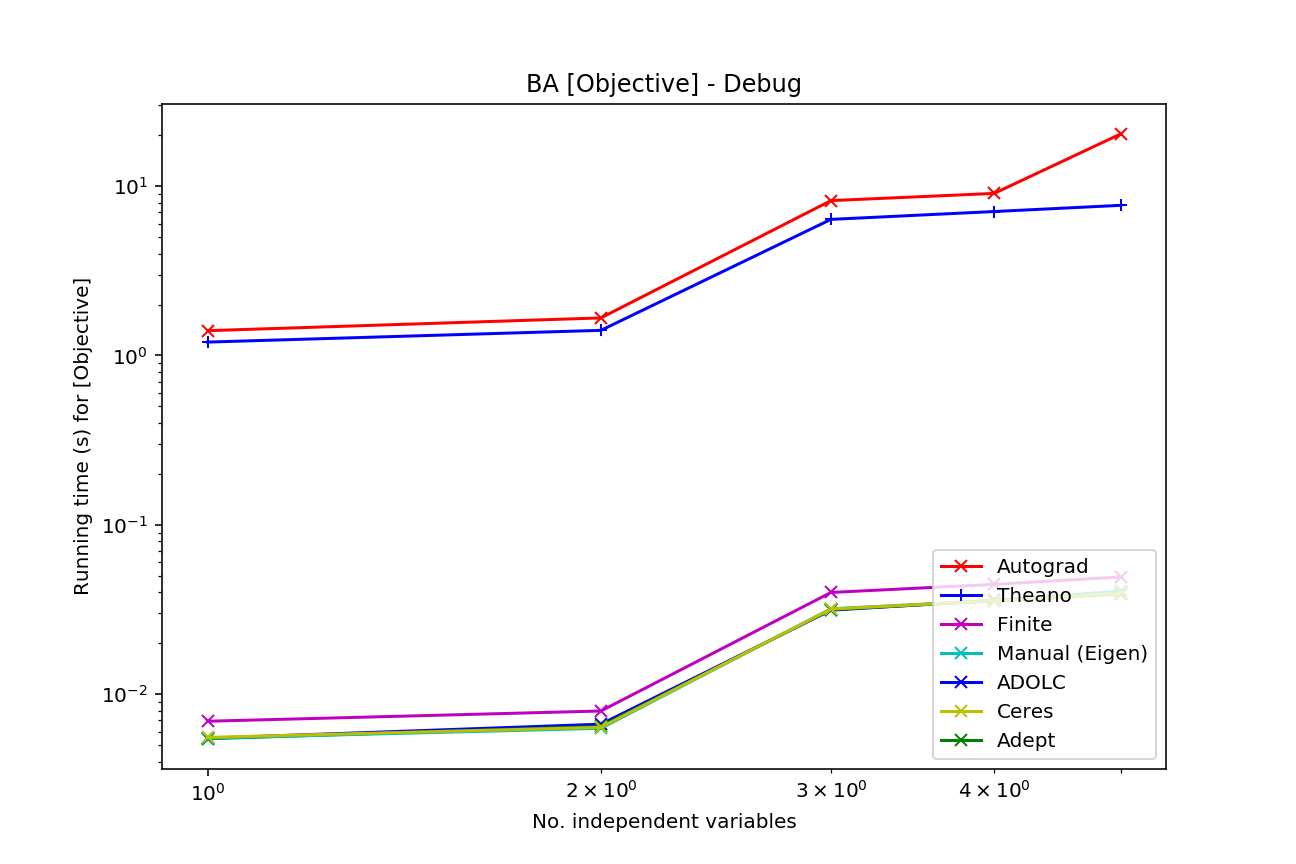 BA [Objective] - Debug
Running time (s) for [Objective]
10¹
10⁰
10⁻¹
10⁻²
Autograd
Theano
Finite
Manual (Eigen)
ADOLC
Ceres
Adept
10⁰
2 × 10⁰
3 × 10⁰
4 × 10⁰
No. independent variables